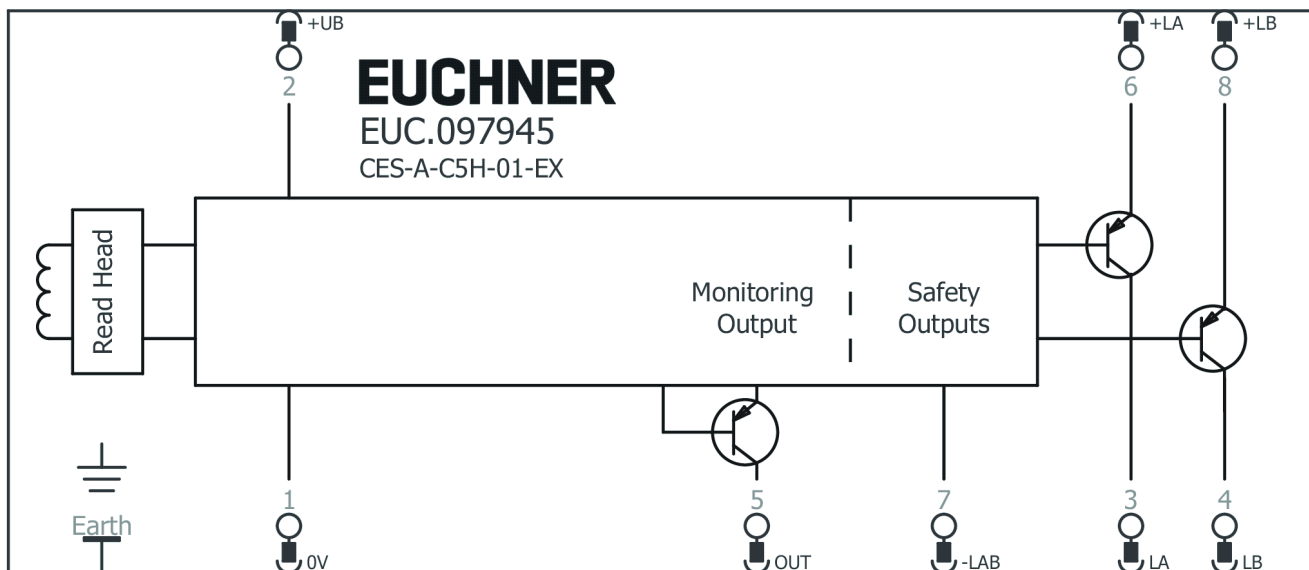 +UB
+LA
+LB
2
6
8
EUCHNER
EUC.097945
CES-A-C5H-01-EX
Read Head
Monitoring
Output
Safety
Outputs
Earth
1
5
7
3
4
0V
OUT
-LAB
LA
LB